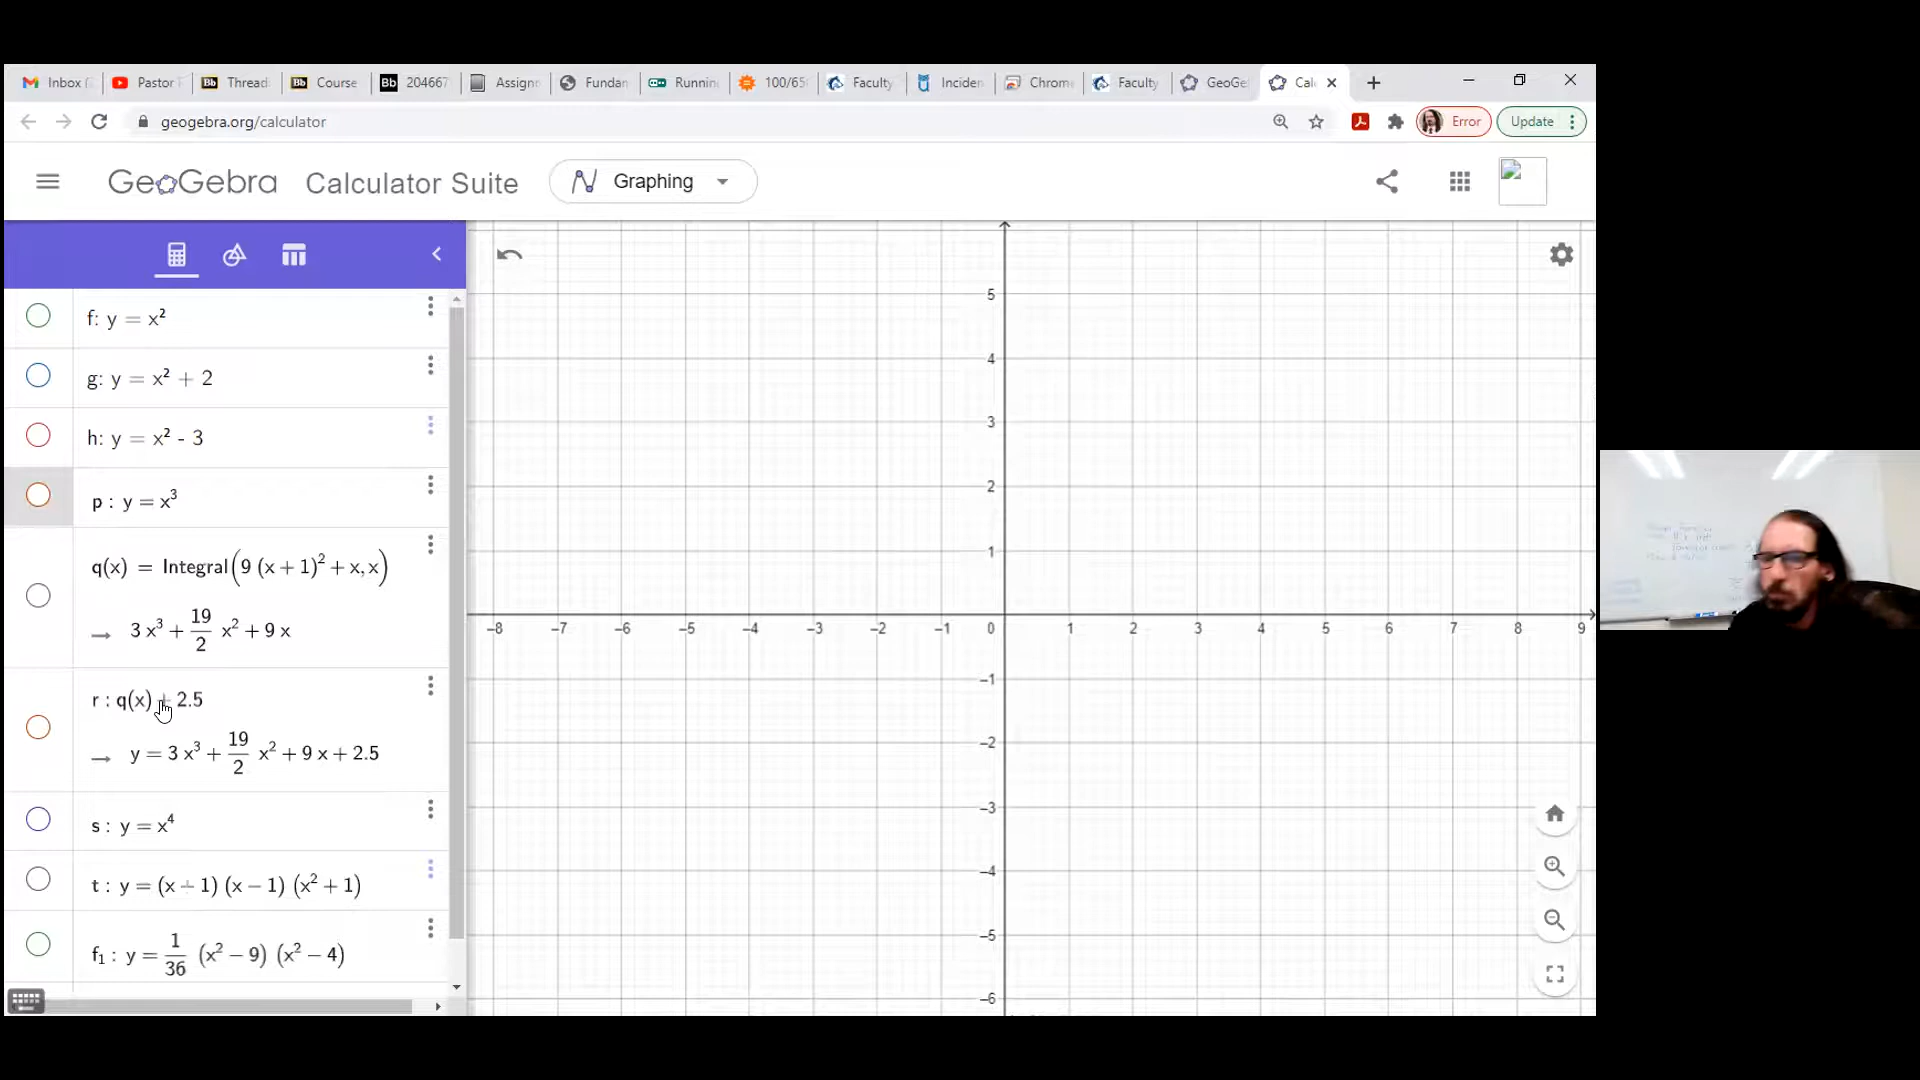 Inbox ( Pastor Thread Course 20466 Assign Fundan Runnin 100/65 Faculty Inciden Chrome Faculty GeoGe Cal
geogebra.org/calculator Error Update
GeoGebra Calculator Suite Graphing
f: y = x²
g: y = x² + 2
h: y = x² - 3
p : y = x³
q(x) = Integral(9 (x + 1)² + x, x)
→ 3 x³ + 19/2 x² + 9 x
r : q(x) + 2.5
→ y = 3 x³ + 19/2 x² + 9 x + 2.5
s : y = x⁴
t : y = (x + 1) (x − 1) (x² + 1)
f₁ : y = 1/36 (x² − 9) (x² − 4)
5
4
3
2
1
−8 −7 −6 −5 −4 −3 −2 −1 0 1 2 3 4 5 6 7 8 9
−1
−2
−3
−4
−5
−6